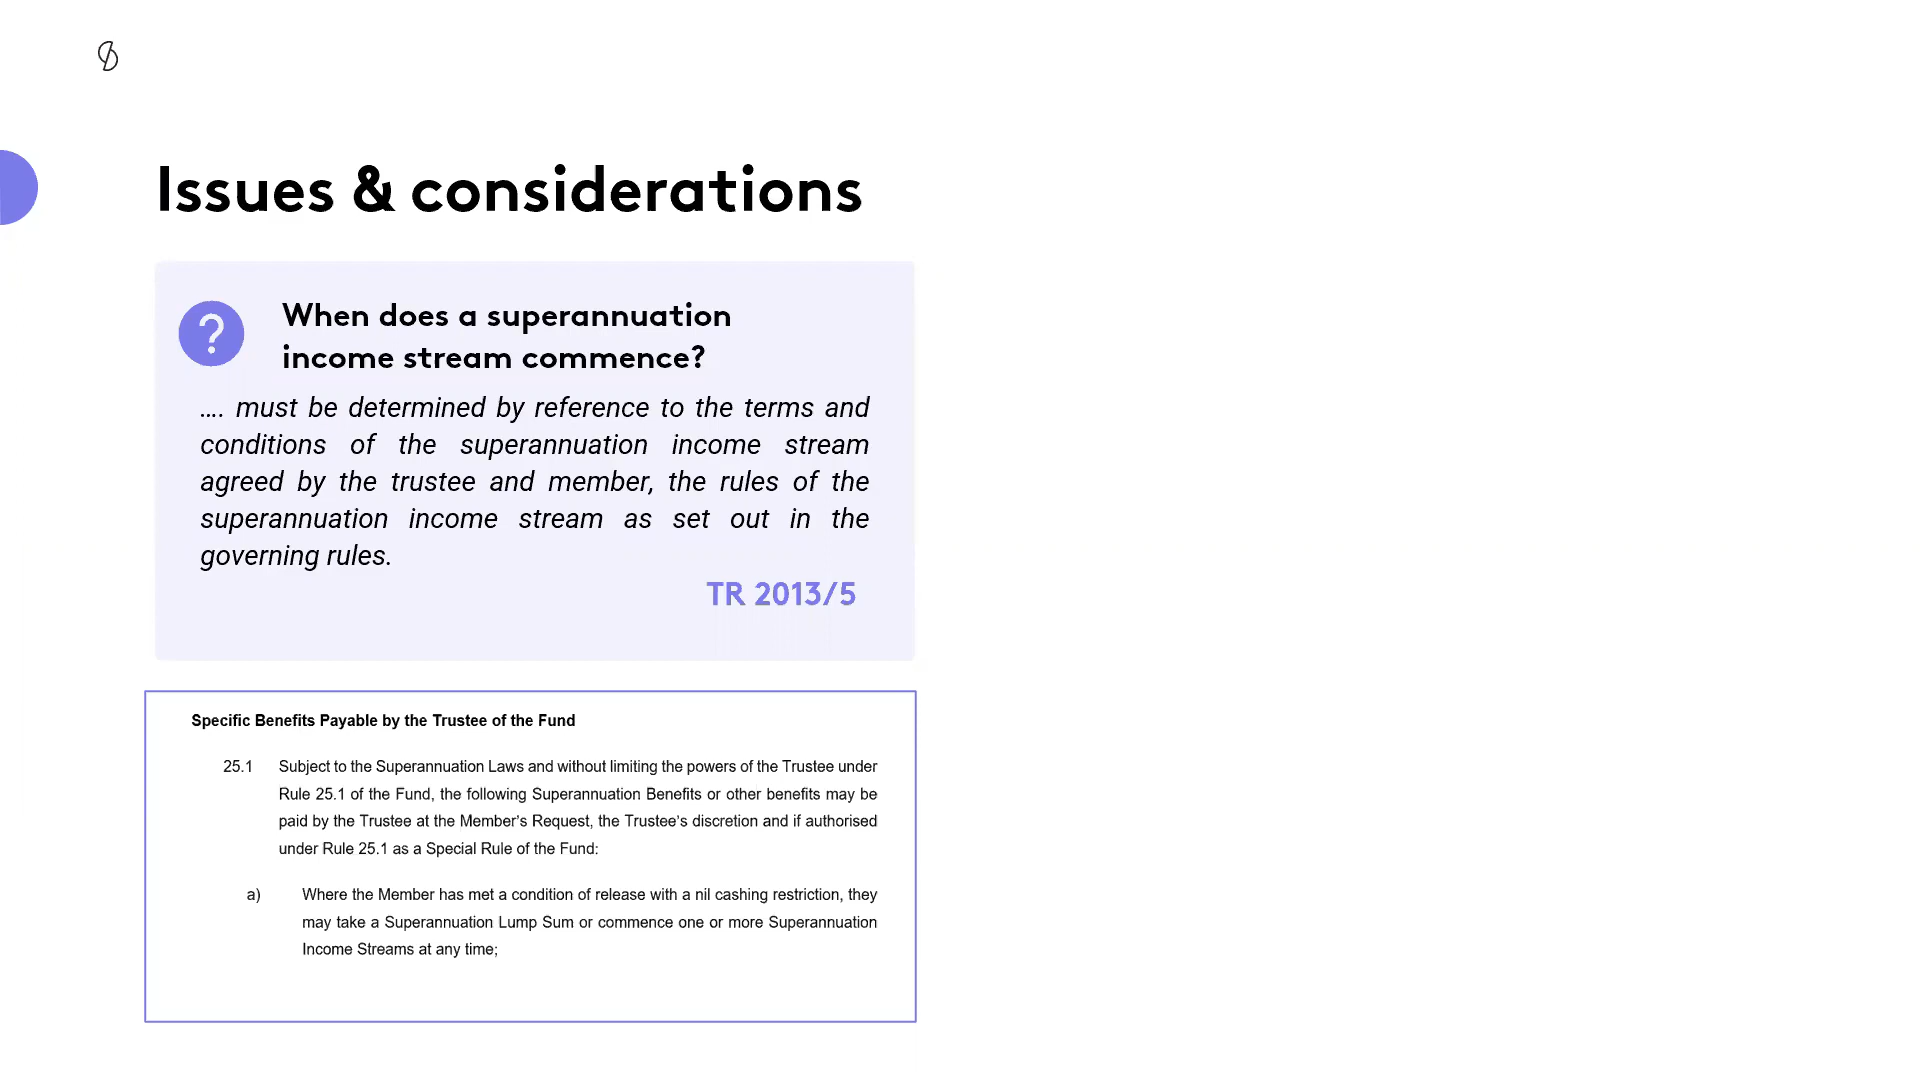 Issues & considerations
?
When does a superannuation
income stream commence?
.... must be determined by reference to the terms and
conditions of the superannuation income stream
agreed by the trustee and member, the rules of the
superannuation income stream as set out in the
governing rules.
TR 2013/5
Specific Benefits Payable by the Trustee of the Fund
25.1 Subject to the Superannuation Laws and without limiting the powers of the Trustee under
Rule 25.1 of the Fund, the following Superannuation Benefits or other benefits may be
paid by the Trustee at the Member's Request, the Trustee's discretion and if authorised
under Rule 25.1 as a Special Rule of the Fund:
a) Where the Member has met a condition of release with a nil cashing restriction, they
may take a Superannuation Lump Sum or commence one or more Superannuation
Income Streams at any time;